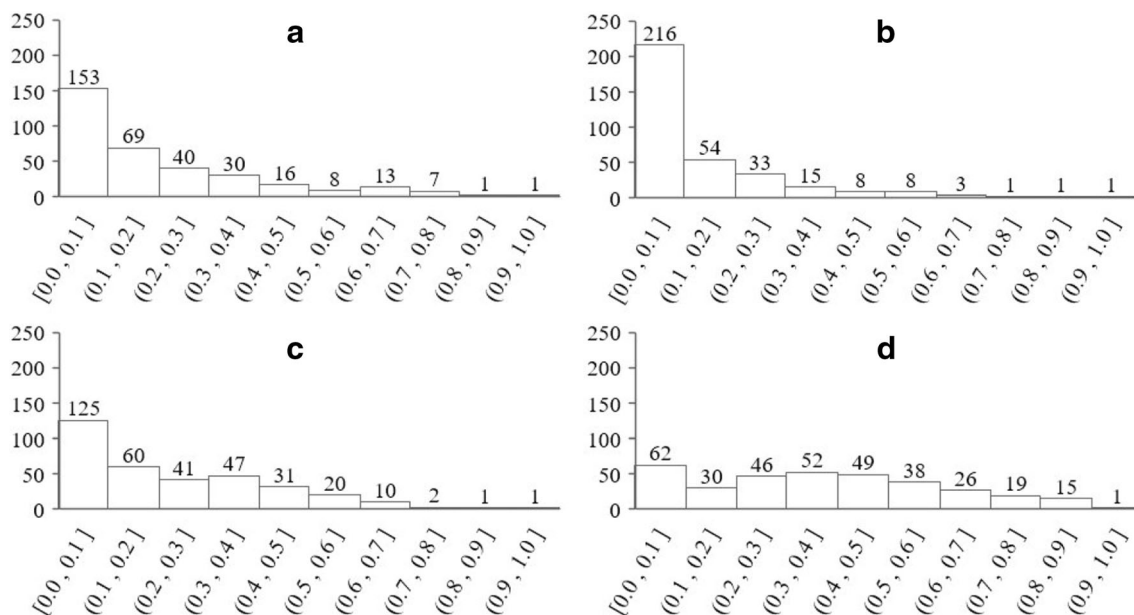 a
250
200
150
100
50
0
153
69
40
30
16
8
13
7
1
1
[0.0 , 0.1 ]
(0.1 , 0.2 ]
(0.2 , 0.3 ]
(0.3 , 0.4 ]
(0.4 , 0.5 ]
(0.5 , 0.6 ]
(0.6 , 0.7 ]
(0.7 , 0.8 ]
(0.8 , 0.9 ]
(0.9 , 1.0 ]
b
250
200
150
100
50
0
216
54
33
15
8
8
3
1
1
1
[0.0 , 0.1 ]
(0.1 , 0.2 ]
(0.2 , 0.3 ]
(0.3 , 0.4 ]
(0.4 , 0.5 ]
(0.5 , 0.6 ]
(0.6 , 0.7 ]
(0.7 , 0.8 ]
(0.8 , 0.9 ]
(0.9 , 1.0 ]
c
250
200
150
100
50
0
125
60
41
47
31
20
10
2
1
1
[0.0 , 0.1 ]
(0.1 , 0.2 ]
(0.2 , 0.3 ]
(0.3 , 0.4 ]
(0.4 , 0.5 ]
(0.5 , 0.6 ]
(0.6 , 0.7 ]
(0.7 , 0.8 ]
(0.8 , 0.9 ]
(0.9 , 1.0 ]
d
250
200
150
100
50
0
62
30
46
52
49
38
26
19
15
1
[0.0 , 0.1 ]
(0.1 , 0.2 ]
(0.2 , 0.3 ]
(0.3 , 0.4 ]
(0.4 , 0.5 ]
(0.5 , 0.6 ]
(0.6 , 0.7 ]
(0.7 , 0.8 ]
(0.8 , 0.9 ]
(0.9 , 1.0 ]